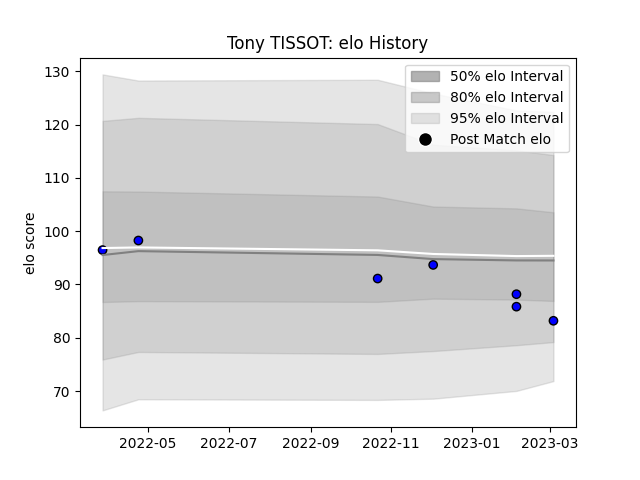 Tony TISSOT: elo History
50% elo Interval
80% elo Interval
95% elo Interval
Post Match elo
elo score
130
120
110
100
90
80
70
2022-05
2022-07
2022-09
2022-11
2023-01
2023-03